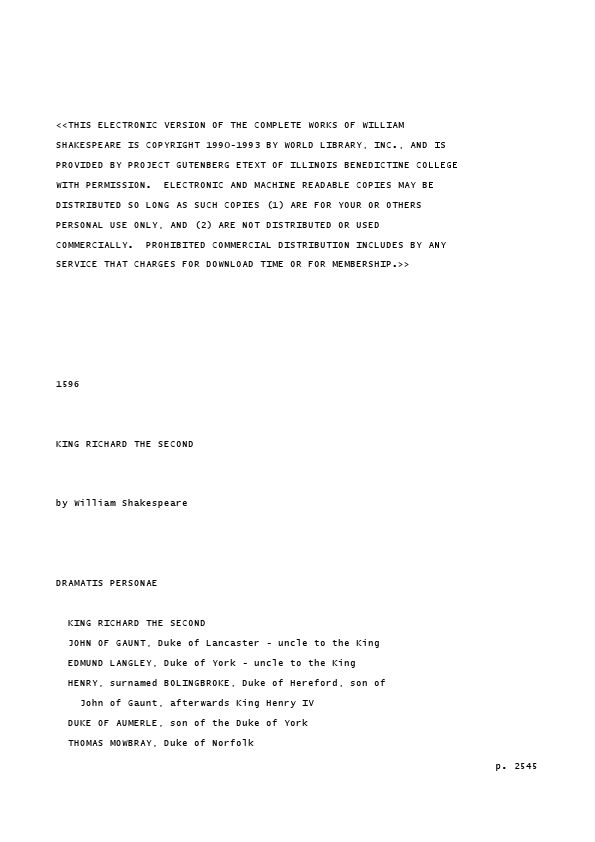 <<THIS ELECTRONIC VERSION OF THE COMPLETE WORKS OF WILLIAM
SHAKESPEARE IS COPYRIGHT 1990-1993 BY WORLD LIBRARY, INC., AND IS
PROVIDED BY PROJECT GUTENBERG ETEXT OF ILLINOIS BENEDICTINE COLLEGE
WITH PERMISSION.  ELECTRONIC AND MACHINE READABLE COPIES MAY BE
DISTRIBUTED SO LONG AS SUCH COPIES (1) ARE FOR YOUR OR OTHERS
PERSONAL USE ONLY, AND (2) ARE NOT DISTRIBUTED OR USED
COMMERCIALLY.  PROHIBITED COMMERCIAL DISTRIBUTION INCLUDES BY ANY
SERVICE THAT CHARGES FOR DOWNLOAD TIME OR FOR MEMBERSHIP.>>
1596
KING RICHARD THE SECOND
by William Shakespeare
DRAMATIS PERSONAE
KING RICHARD THE SECOND
JOHN OF GAUNT, Duke of Lancaster - uncle to the King
EDMUND LANGLEY, Duke of York - uncle to the King
HENRY, surnamed BOLINGBROKE, Duke of Hereford, son of
John of Gaunt, afterwards King Henry IV
DUKE OF AUMERLE, son of the Duke of York
THOMAS MOWBRAY, Duke of Norfolk
p. 2545